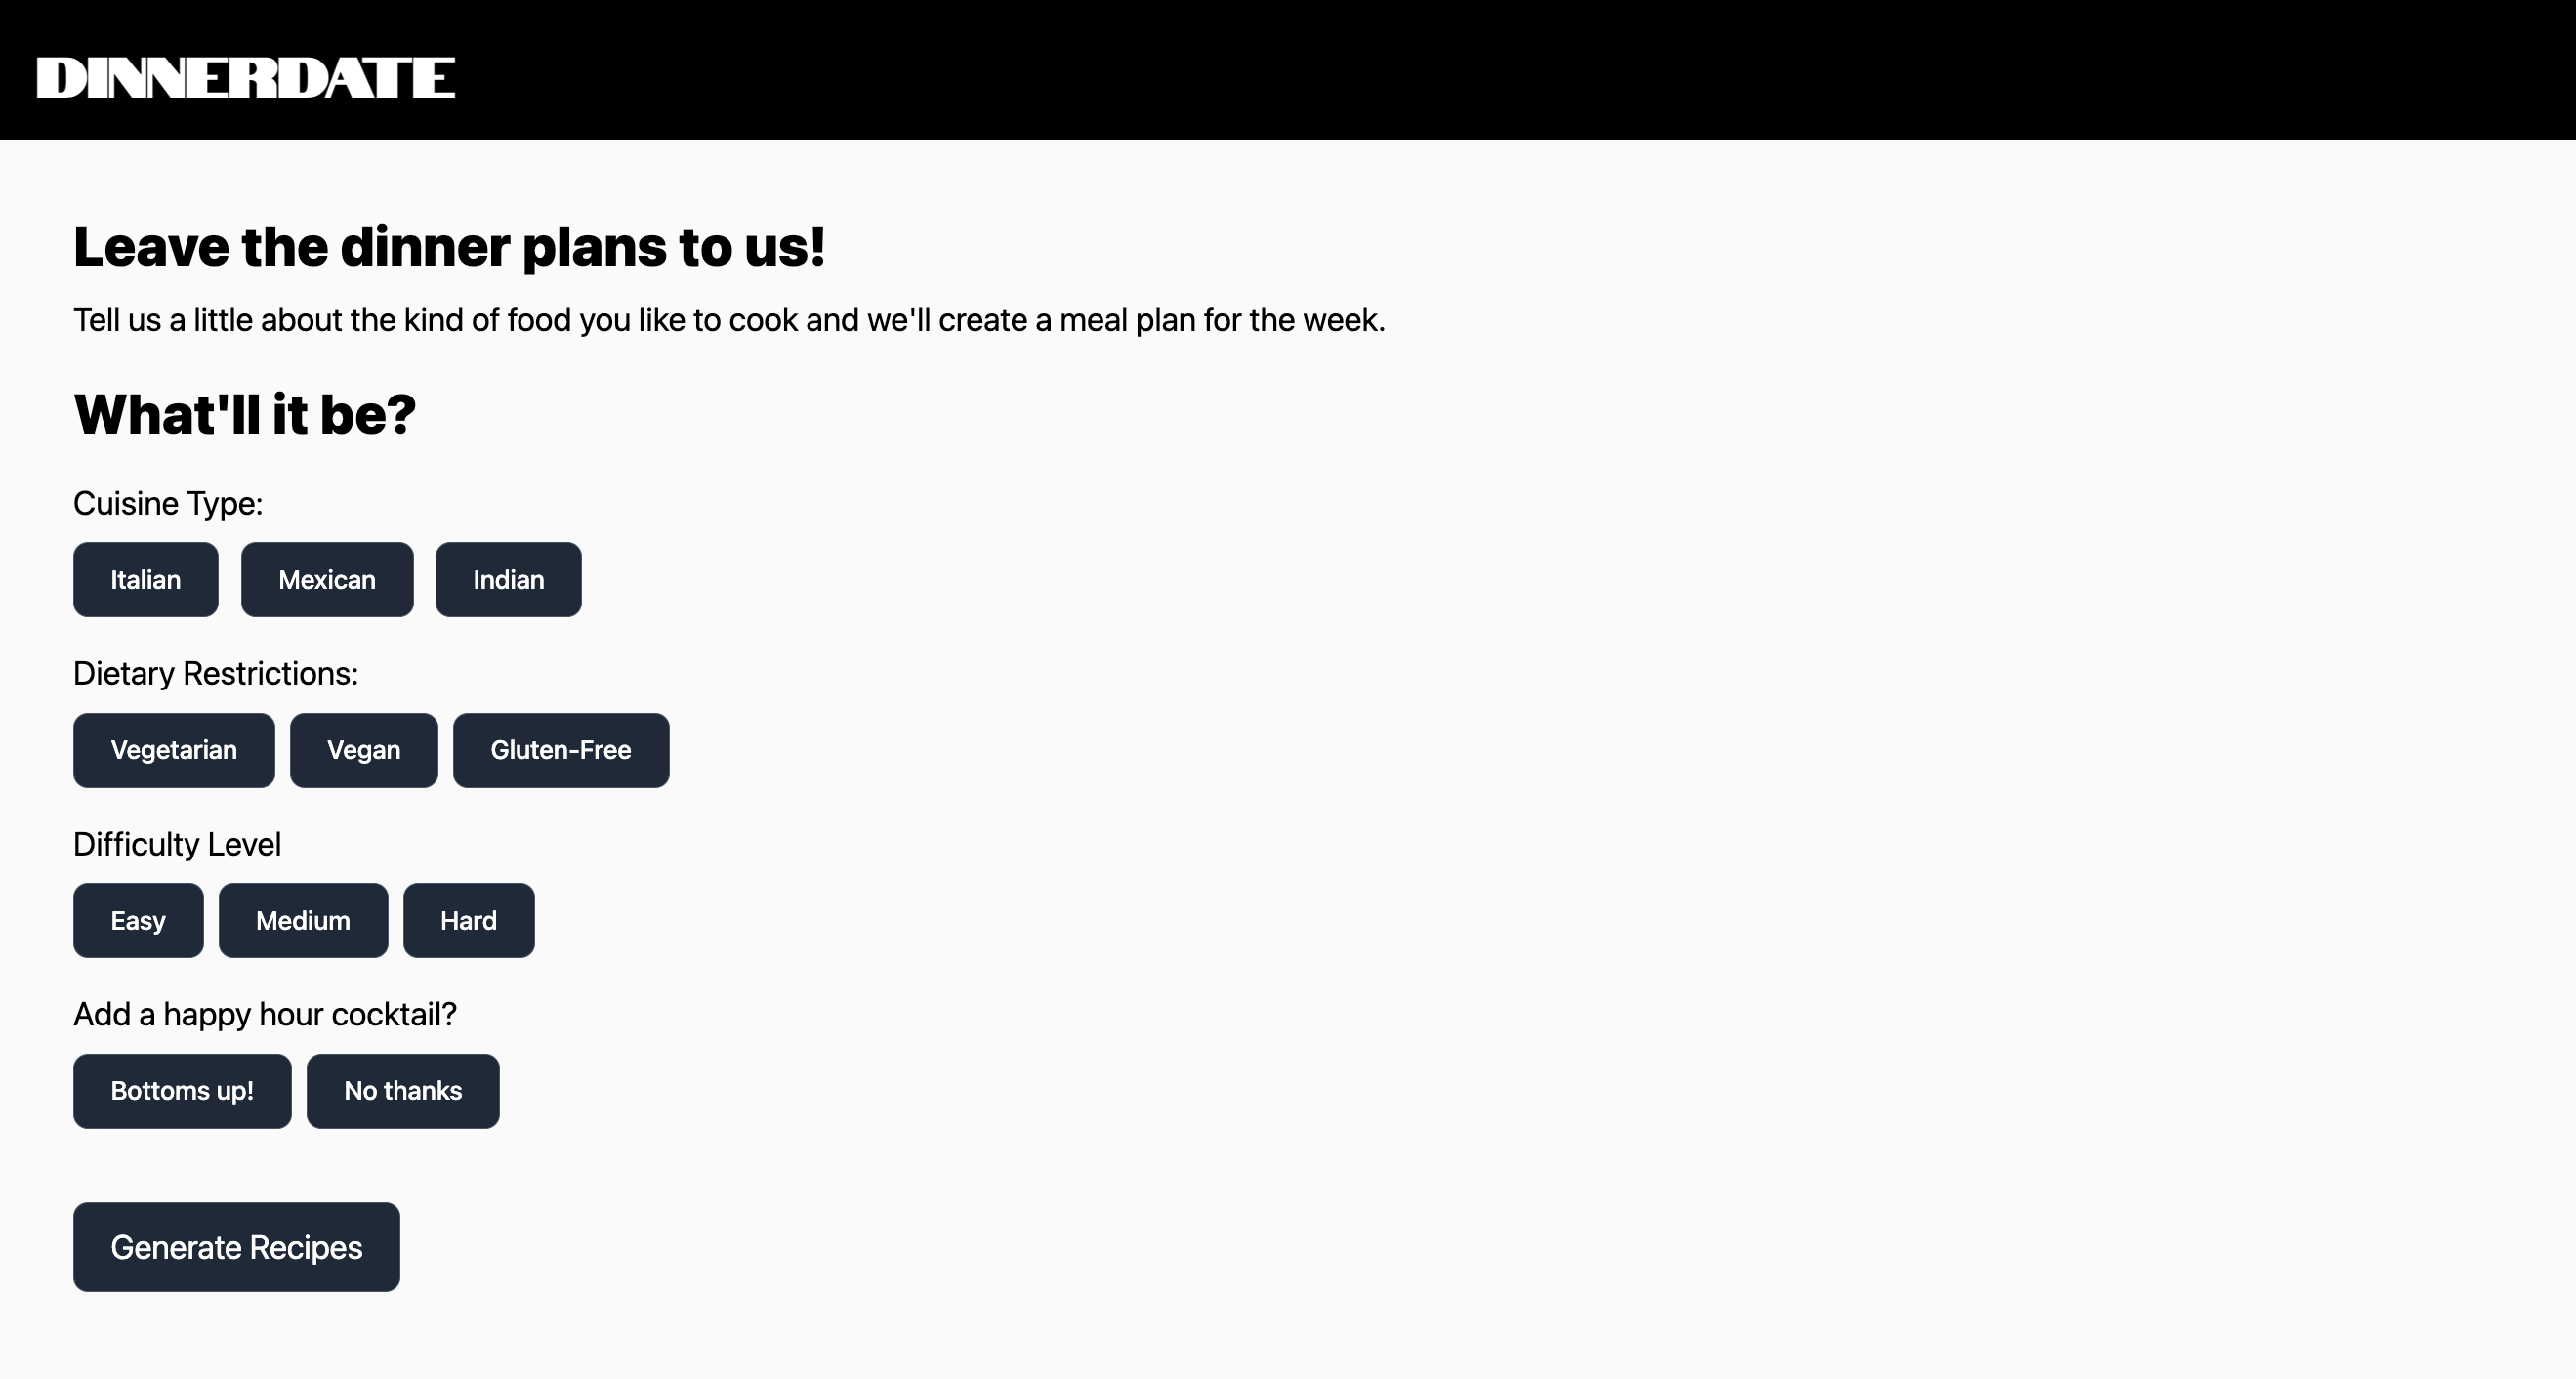 DINNERDATE
Leave the dinner plans to us!
Tell us a little about the kind of food you like to cook and we'll create a meal plan for the week.
What'll it be?
Cuisine Type:
Italian Mexican Indian
Dietary Restrictions:
Vegetarian Vegan Gluten-Free
Difficulty Level
Easy Medium Hard
Add a happy hour cocktail?
Bottoms up! No thanks
Generate Recipes